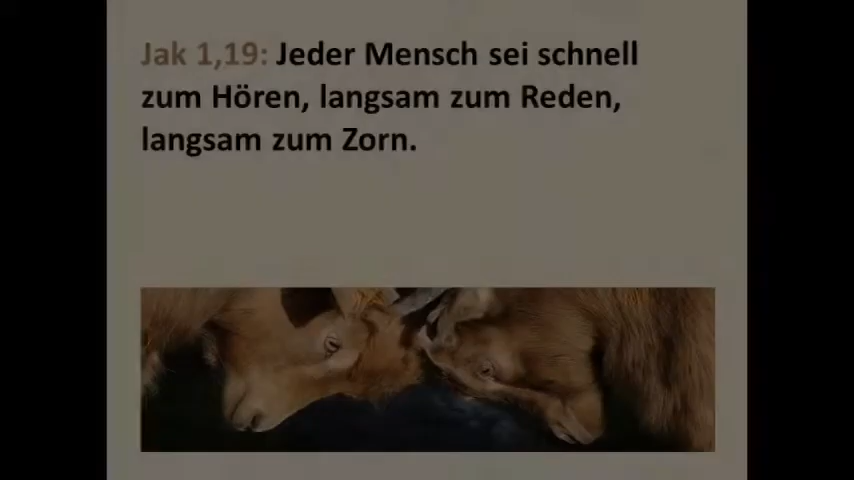 Jak 1,19: Jeder Mensch sei schnell
zum Hören, langsam zum Reden,
langsam zum Zorn.